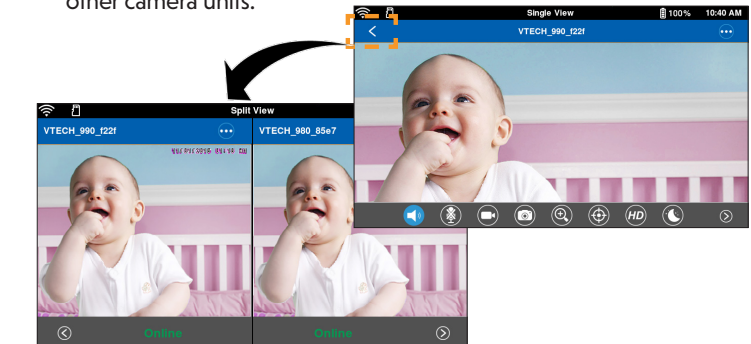 other camera units.
Single View
100%
10:40 AM
VTECH_990_f22f
HD
Split View
VTECH_990_f22f
VTECH_980_85e7
Online
Online